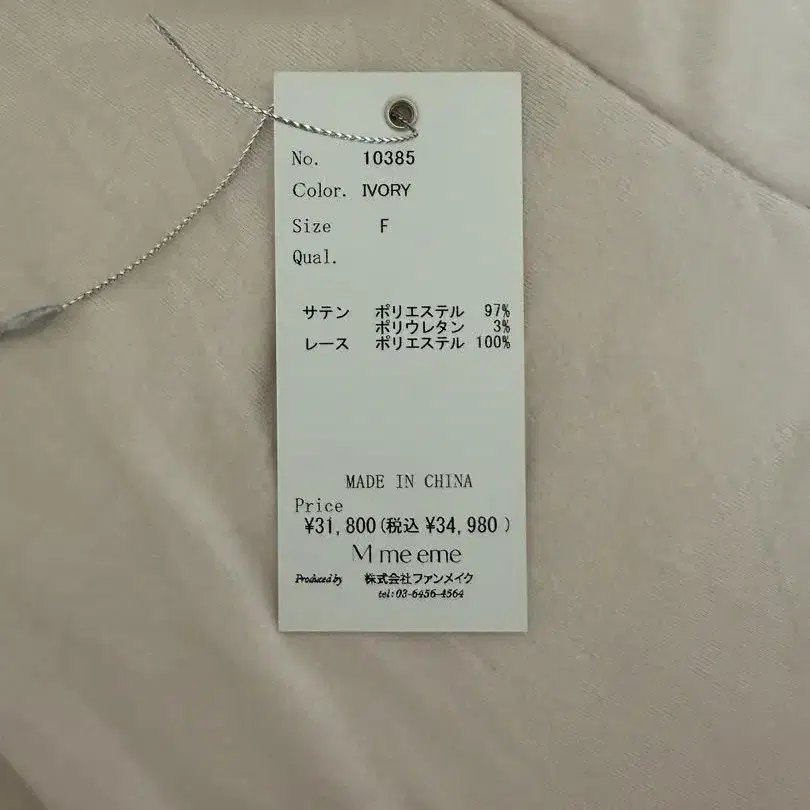 No. 10385
Color. IVORY
Size F
Qual.
サテン ポリエステル 97%
ポリウレタン 3%
レース ポリエステル 100%
MADE IN CHINA
Price
¥31,800(税込 ¥34,980 )
M me eme
Produced by 株式会社ファンメイク
tel:03-6456-4564